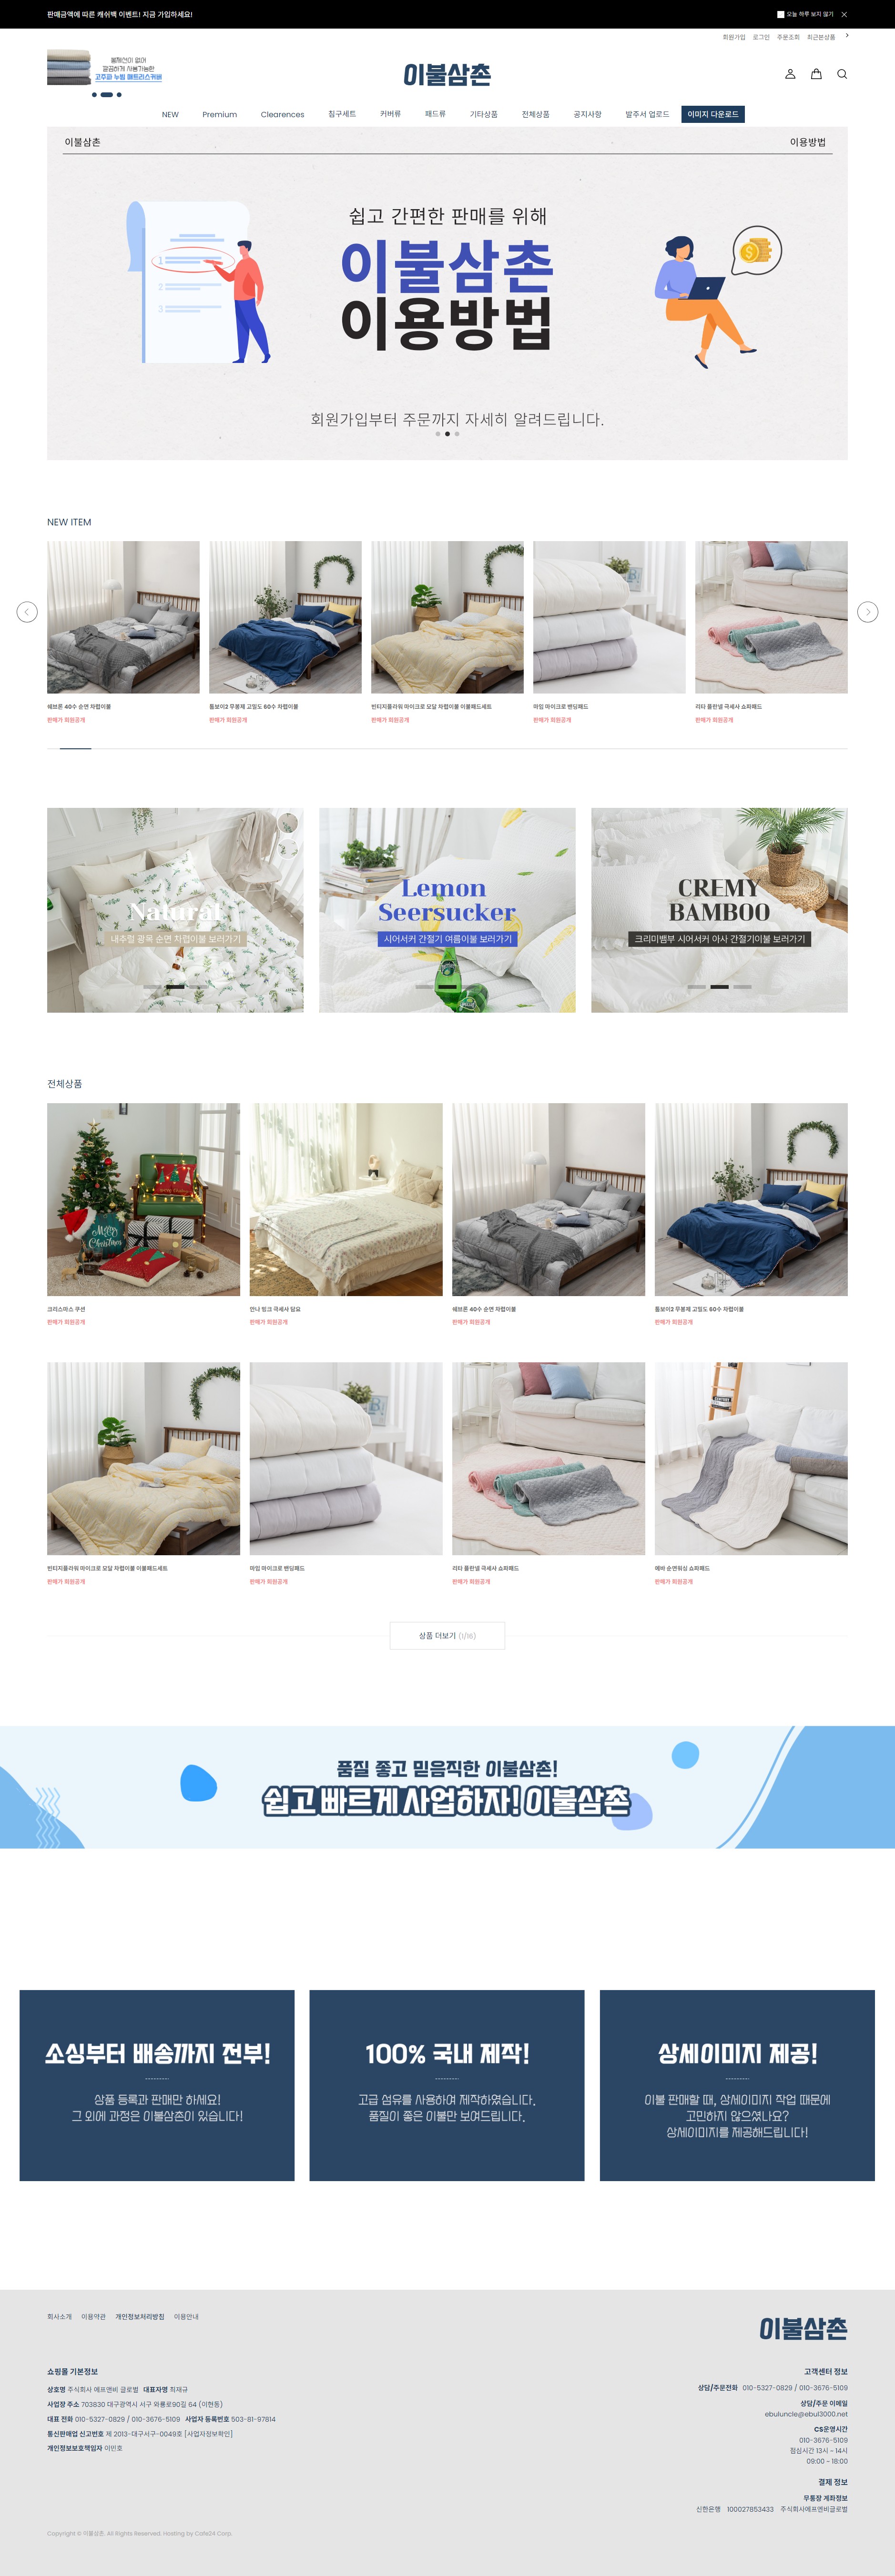 판매금액에 따른 캐쉬백 이벤트! 지금 가입하세요!
오늘 하루 보지 않기
회원가입 로그인 주문조회 최근본상품
봄체선이 없어
깔끔하게 사용가능한
고주파 누빔 매트리스커버
이불삼촌
NEW Premium Clearences 침구세트 커버류 패드류 기타상품 전체상품 공지사항 발주서 업로드 이미지 다운로드
이불삼촌 이용방법
쉽고 간편한 판매를 위해
이불삼촌
이용방법
1
2
3
회원가입부터 주문까지 자세히 알려드립니다.
NEW ITEM
쉐브론 40수 순면 차렵이불
판매가 회원공개
톰보이2 무봉제 고밀도 60수 차렵이불
판매가 회원공개
빈티지플라워 마이크로 모달 차렵이불 이불패드세트
판매가 회원공개
마임 마이크로 밴딩패드
판매가 회원공개
리타 플란넬 극세사 쇼파패드
판매가 회원공개
Natural
내추럴 광목 순면 차렵이불 보러가기
Lemon
Seersucker
시어서커 간절기 여름이불 보러가기
CREMY
BAMBOO
크리미뱀부 시어서커 아사 간절기이불 보러가기
전체상품
Merry
Christmas
크리스마스 쿠션
판매가 회원공개
안나 밍크 극세사 담요
판매가 회원공개
쉐브론 40수 순면 차렵이불
판매가 회원공개
톰보이2 무봉제 고밀도 60수 차렵이불
판매가 회원공개
빈티지플라워 마이크로 모달 차렵이불 이불패드세트
판매가 회원공개
마임 마이크로 밴딩패드
판매가 회원공개
리타 플란넬 극세사 쇼파패드
판매가 회원공개
에바 순면워싱 쇼파패드
판매가 회원공개
상품 더보기 (1/16)
품질 좋고 믿음직한 이불삼촌!
쉽고 빠르게 사업하자! 이불삼촌
소싱부터 배송까지 전부!
상품 등록과 판매만 하세요!
그 외에 과정은 이불삼촌이 있습니다!
100% 국내 제작!
고급 섬유를 사용하여 제작하였습니다.
품질이 좋은 이불만 보여드립니다.
상세이미지 제공!
이불 판매할 때, 상세이미지 작업 때문에
고민하지 않으셨나요?
상세이미지를 제공해드립니다!
회사소개 이용약관 개인정보처리방침 이용안내
이불삼촌
쇼핑몰 기본정보
상호명 주식회사 에프앤비 글로벌 대표자명 최재규
사업장 주소 703830 대구광역시 서구 와룡로90길 64 (이현동)
대표 전화 010-5327-0829 / 010-3676-5109 사업자 등록번호 503-81-97814
통신판매업 신고번호 제 2013-대구서구-0049호 [사업자정보확인]
개인정보보호책임자 이민호
고객센터 정보
상담/주문전화 010-5327-0829 / 010-3676-5109
상담/주문 이메일
ebuluncle@ebul3000.net
CS운영시간
010-3676-5109
점심시간 13시 ~ 14시
09:00 ~ 18:00
결제 정보
무통장 계좌정보
신한은행 100027853433 주식회사에프앤비글로벌
Copyright © 이불삼촌. All Rights Reserved. Hosting by Cafe24 Corp.